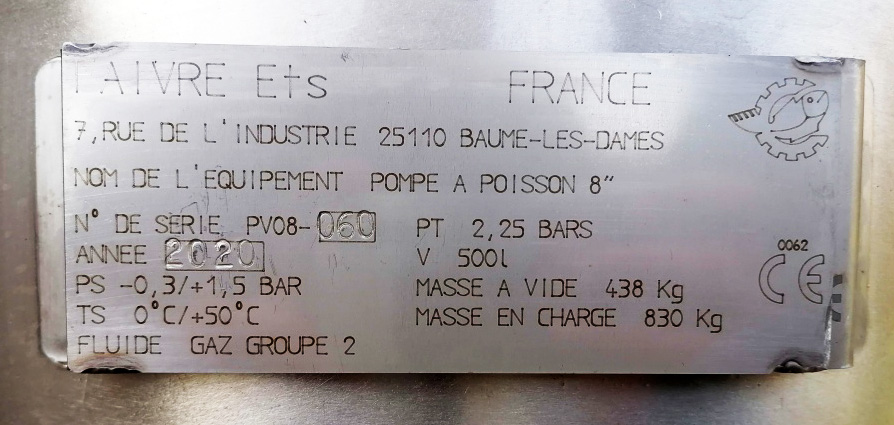 FAIVRE Ets FRANCE
7,RUE DE L'INDUSTRIE 25110 BAUME-LES-DAMES
NOM DE L'EQUIPEMENT POMPE A POISSON 8"
N° DE SERIE PV08-060
ANNEE 2020
PS -0,3/+1,5 BAR
TS 0°C/+50°C
FLUIDE GAZ GROUPE 2
PT 2,25 BARS
V 500l
MASSE A VIDE 438 Kg
MASSE EN CHARGE 830 Kg
0062
CE